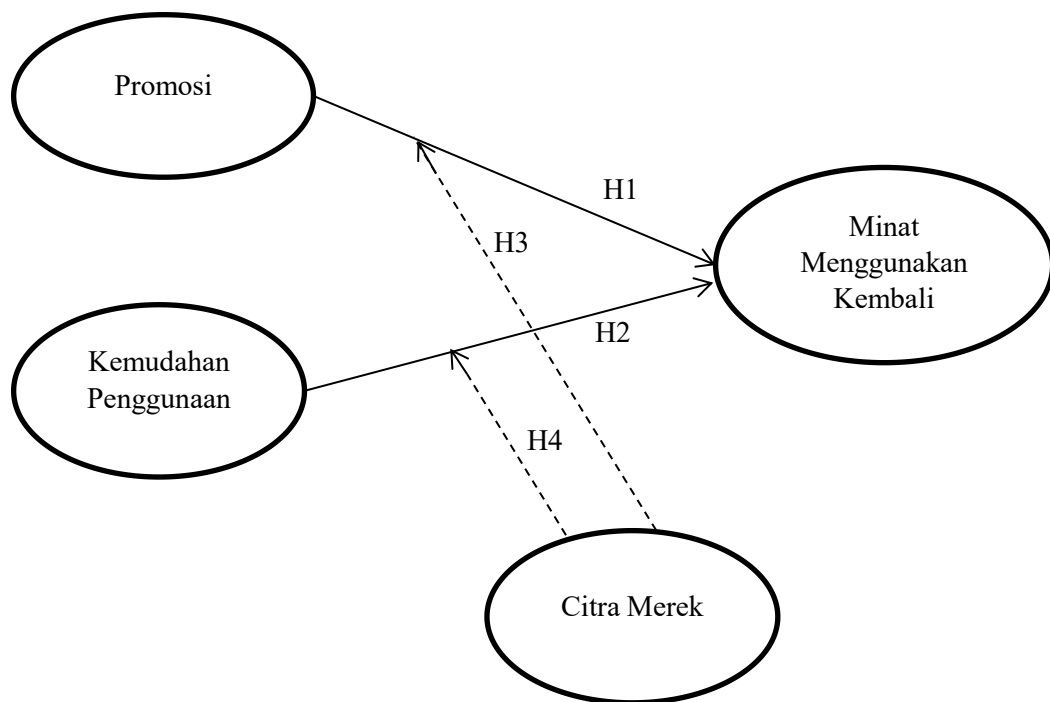 Promosi
H1
Minat
Menggunakan
Kembali
H3
H2
Kemudahan
Penggunaan
H4
Citra Merek